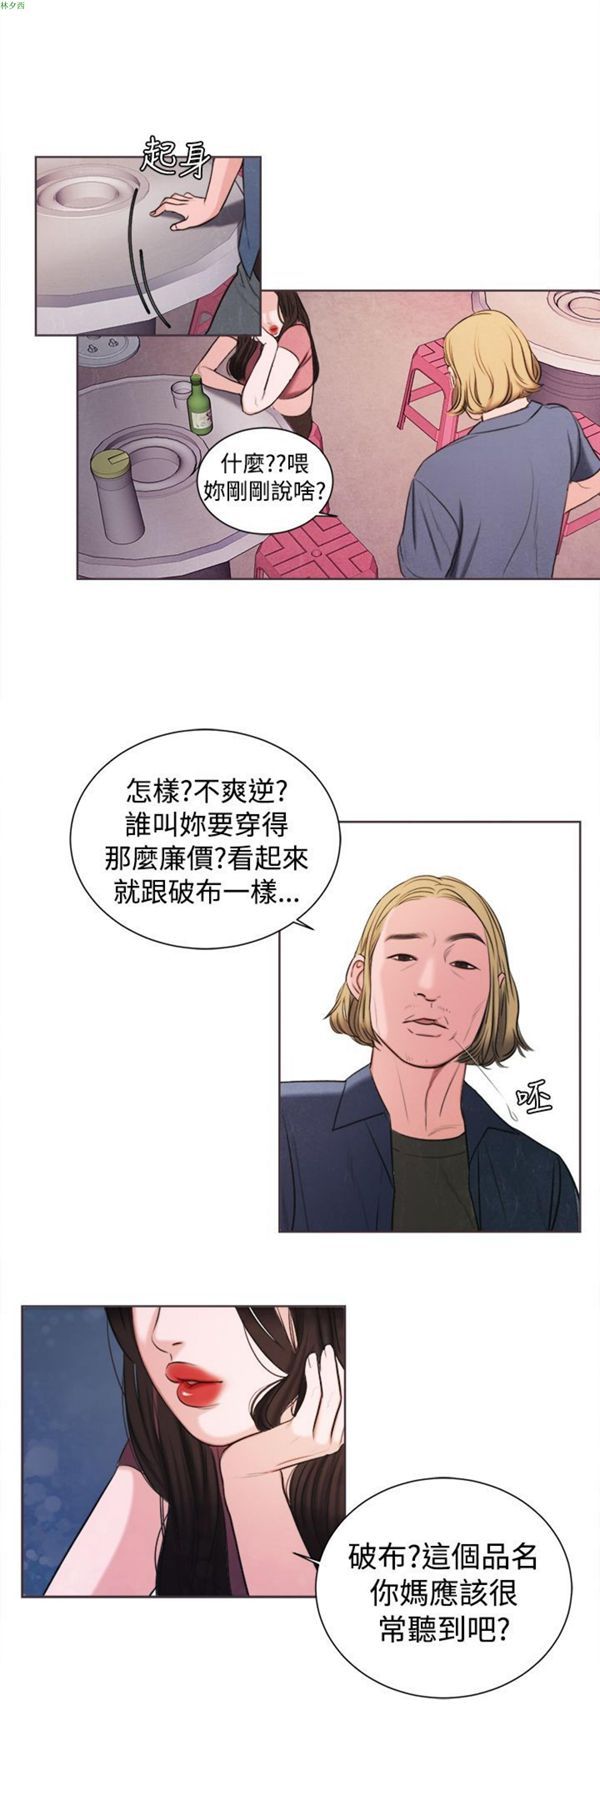 林夕西
起身
什麼??喂
妳剛剛說啥?
怎樣?不爽逆?
誰叫妳要穿得
那麼廉價?看起來
就跟破布一樣...
呸
破布?這個品名
你媽應該很
常聽到吧?